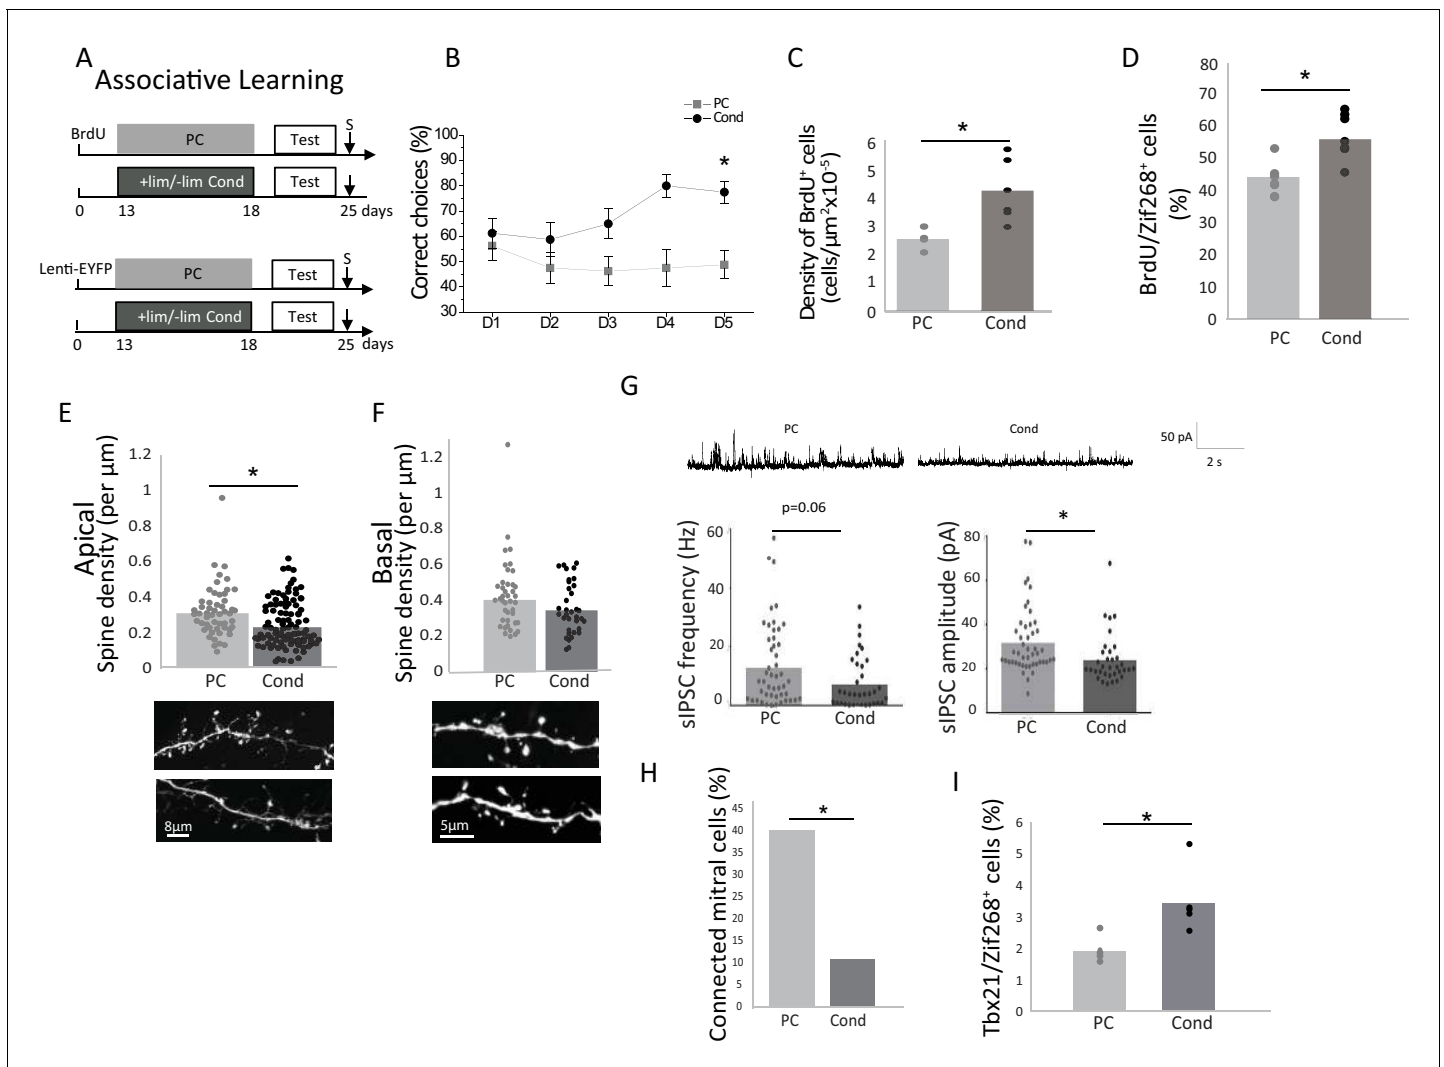 A
Associative Learning
BrdU
PC
Test
S
+lim/-lim Cond
Test
0
13
18
25 days
Lenti-EYFP
PC
Test
S
+lim/-lim Cond
Test
0
13
18
25 days
B
PC
Cond
Correct choices (%)
100
90
80
70
60
50
40
30
*
D1
D2
D3
D4
D5
C
Density of BrdU⁺ cells
(cells/µm²x10⁻⁵)
6
5
4
3
2
1
0
*
PC
Cond
D
BrdU/Zif268⁺ cells
(%)
80
70
60
50
40
30
20
10
0
*
PC
Cond
E
Apical
Spine density (per µm)
1.2
1
0.8
0.6
0.4
0.2
0
*
PC
Cond
8µm
F
Basal
Spine density (per µm)
1.2
1
0.8
0.6
0.4
0.2
0
PC
Cond
5µm
G
PC
Cond
50 pA
2 s
sIPSC frequency (Hz)
60
40
20
0
p=0.06
PC
Cond
sIPSC amplitude (pA)
80
60
40
20
0
*
PC
Cond
H
Connected mitral cells (%)
45
40
35
30
25
20
15
10
5
0
*
PC
Cond
I
Tbx21/Zif268⁺ cells (%)
6
5
4
3
2
1
0
*
PC
Cond